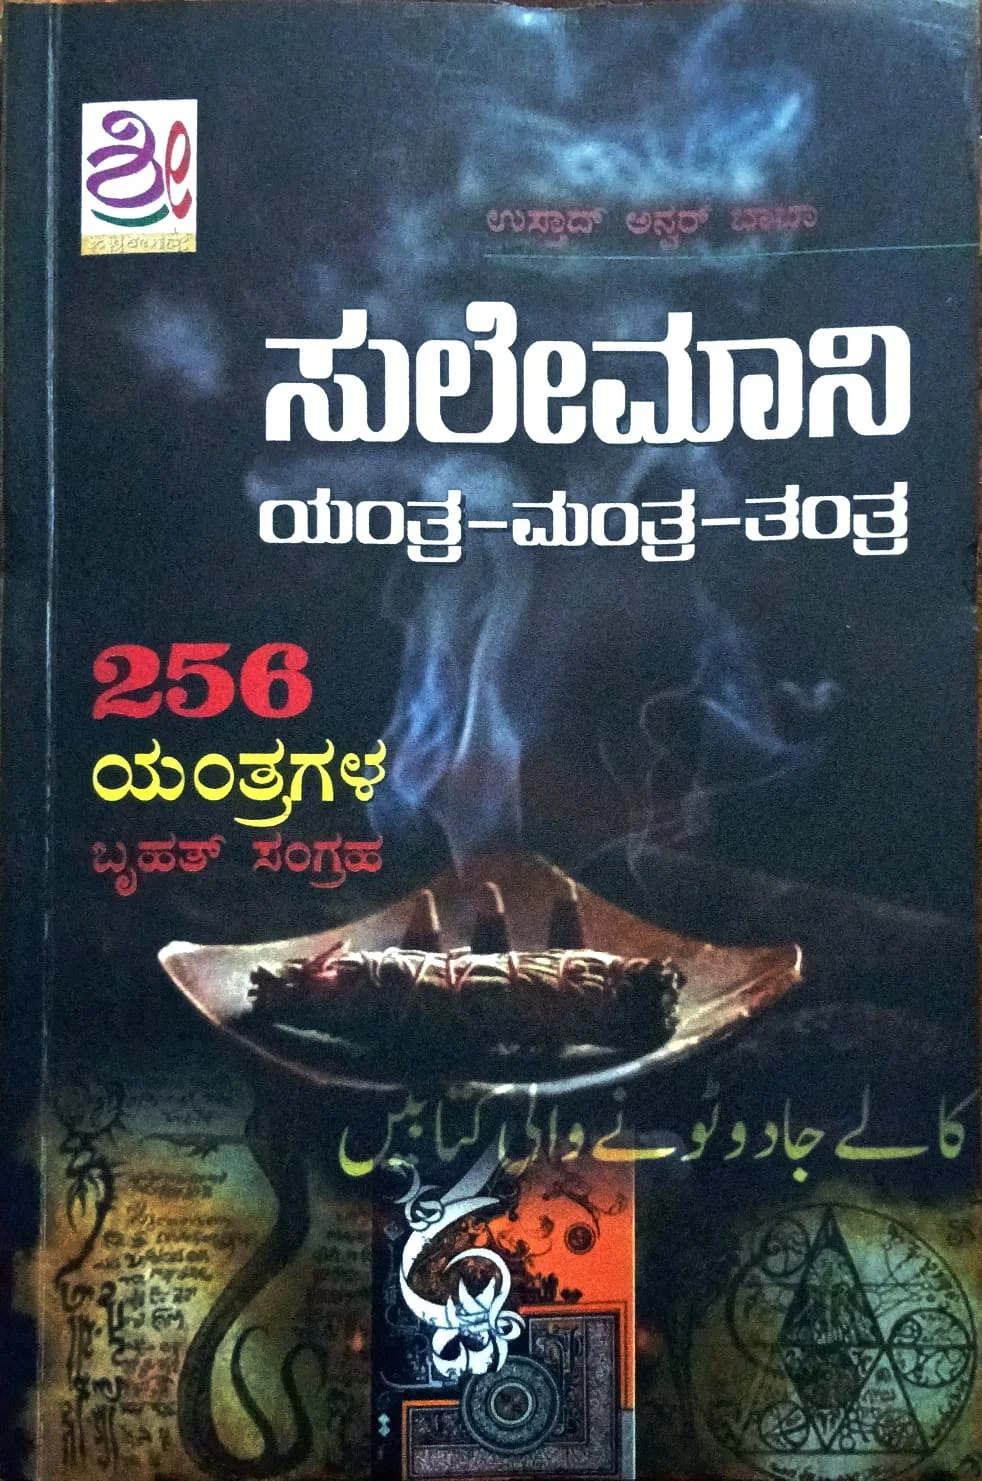 ಶ್ರೀ
ಉಸ್ತಾದ್ ಅನ್ವರ್ ಬಾಬಾ
ಸುಲೇಮಾನಿ
ಯಂತ್ರ-ಮಂತ್ರ-ತಂತ್ರ
256
ಯಂತ್ರಗಳ
ಬೃಹತ್ ಸಂಗ್ರಹ
کالے جادو ٹونے والی کتابیں